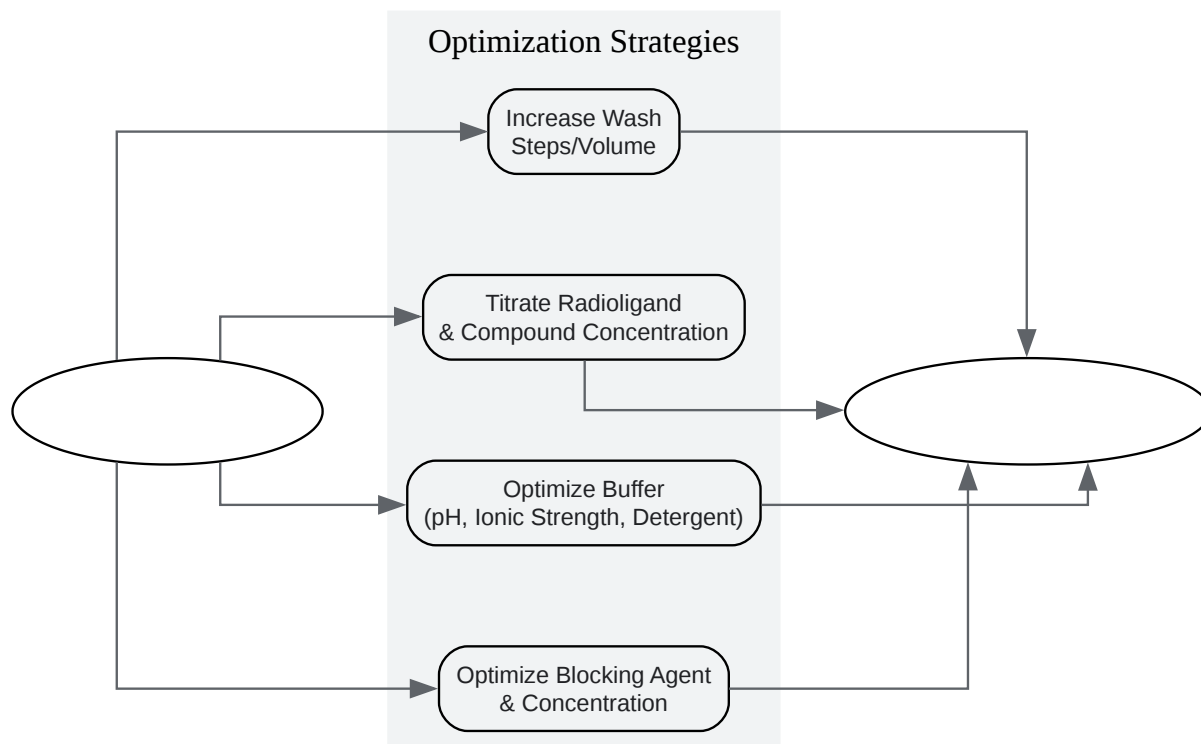 Optimization Strategies
Increase Wash
Steps/Volume
Titrate Radioligand
& Compound Concentration
Optimize Buffer
(pH, Ionic Strength, Detergent)
Optimize Blocking Agent
& Concentration